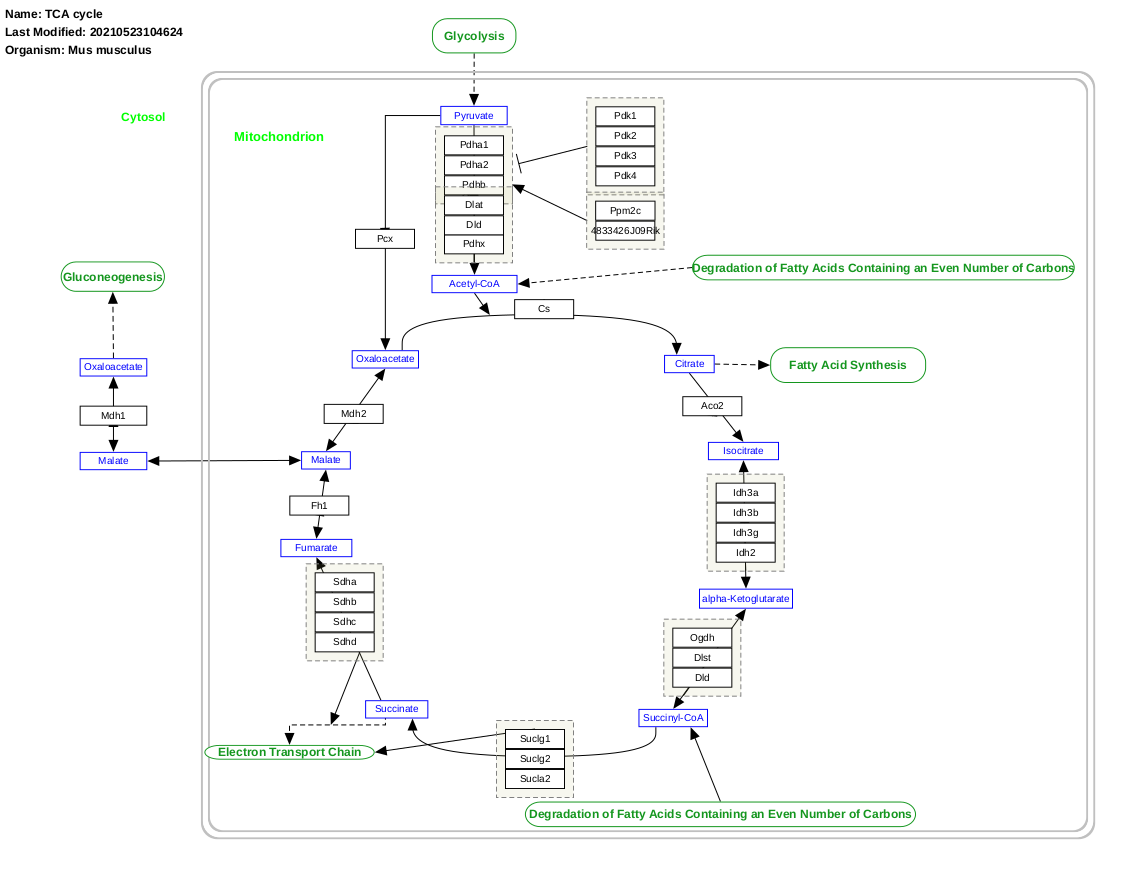 Name: TCA cycle
Last Modified: 20210523104624
Organism: Mus musculus
Glycolysis
Cytosol
Mitochondrion
Pyruvate
Pdha1
Pdha2
Pdhb
Dlat
Dld
Pdhx
Pdk1
Pdk2
Pdk3
Pdk4
Ppm2c
4833426J09Rik
Pcx
Gluconeogenesis
Acetyl-CoA
Degradation of Fatty Acids Containing an Even Number of Carbons
Cs
Oxaloacetate
Oxaloacetate
Citrate
Fatty Acid Synthesis
Mdh1
Mdh2
Aco2
Malate
Malate
Isocitrate
Fh1
Idh3a
Idh3b
Idh3g
Idh2
Fumarate
Sdha
Sdhb
Sdhc
Sdhd
alpha-Ketoglutarate
Ogdh
Dlst
Dld
Succinate
Succinyl-CoA
Suclg1
Suclg2
Sucla2
Electron Transport Chain
Degradation of Fatty Acids Containing an Even Number of Carbons